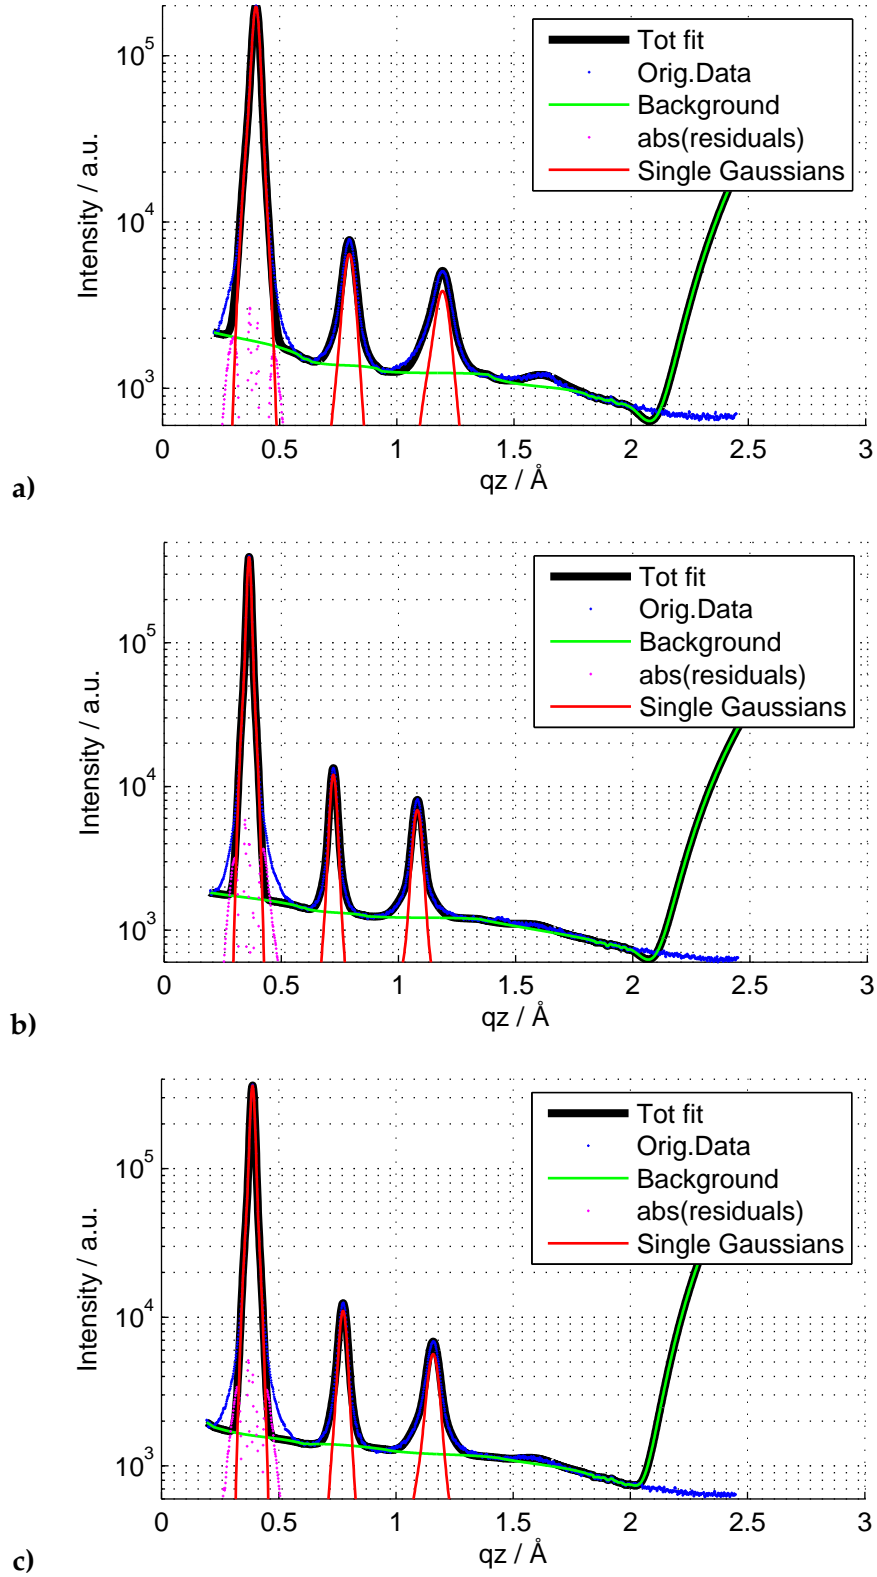 Tot fit
Orig.Data
Background
abs(residuals)
Single Gaussians
Intensity / a.u.
10^5
10^4
10^3
0 0.5 1 1.5 2 2.5 3
qz / Å
a)
Tot fit
Orig.Data
Background
abs(residuals)
Single Gaussians
Intensity / a.u.
10^5
10^4
10^3
0 0.5 1 1.5 2 2.5 3
qz / Å
b)
Tot fit
Orig.Data
Background
abs(residuals)
Single Gaussians
Intensity / a.u.
10^5
10^4
10^3
0 0.5 1 1.5 2 2.5 3
qz / Å
c)